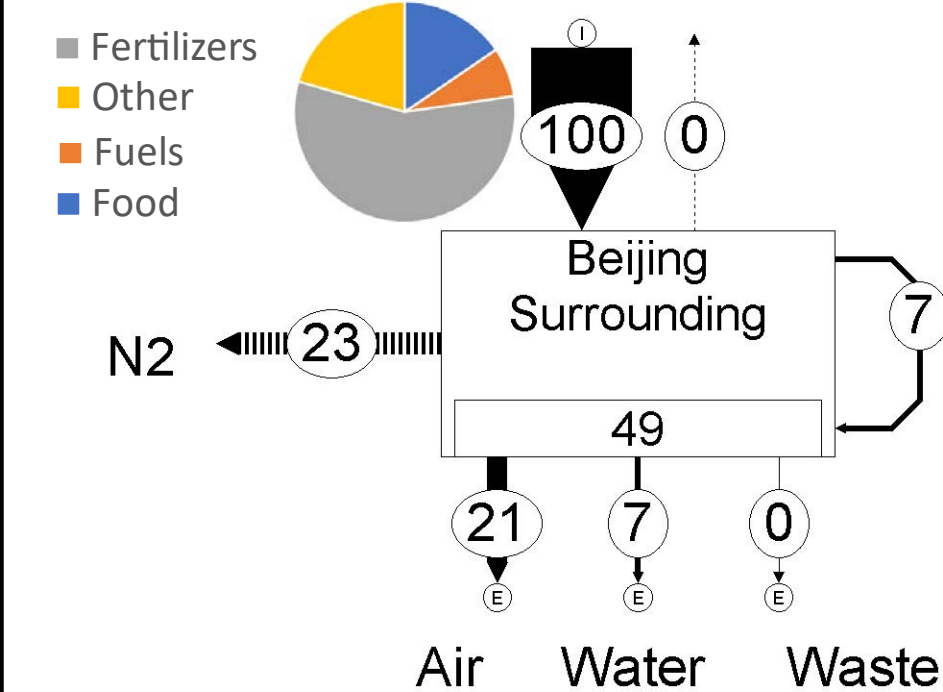 Fertilizers
Other
Fuels
Food
I
100
0
Beijing
Surrounding
7
N2
23
49
21
7
0
E
E
E
Air
Water
Waste